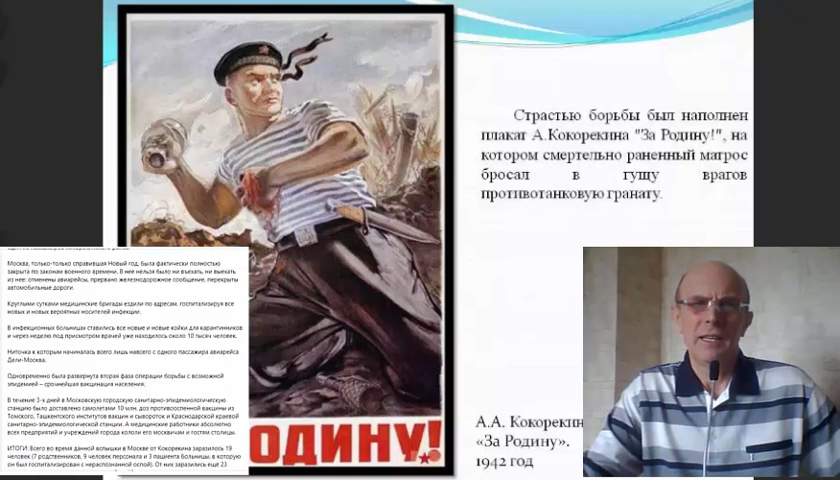 Страстью борьбы был наполнен
плакат А.Кокорекина "За Родину!", на
котором смертельно раненный матрос
бросал в гущу врагов
противотанковую гранату.
Москва, только-только справившая Новый год, была фактически полностью
закрыта по законам военного времени. В нее нельзя было ни въехать, ни выехать
из нее: отменены авиарейсы, прервано железнодорожное сообщение, перекрыты
автомобильные дороги.
Круглыми сутками медицинские бригады ездили по адресам, госпитализируя все
новых и новых вероятных носителей инфекции.
В инфекционных больницах ставились все новые и новые койки для карантинников
и через неделю под присмотром врачей уже находилось около 10 тысяч человек.
Ниточка к которым начиналась всего лишь навсего с одного пассажира авиарейса
Дели-Москва.
Одновременно была развернута вторая фаза операции борьбы с возможной
эпидемией – срочнейшая вакцинация населения.
В течение 3-х дней в Московскую городскую санитарно-эпидемиологическую
станцию было доставлено самолетами 10 млн. доз противооспенной вакцины из
Томского, Ташкентского институтов вакцин и сывороток и Краснодарской краевой
санитарно-эпидемиологической станции. А медицинские работники абсолютно
всех предприятий и учреждений города кололи его москвичам и гостям столицы.
ИТОГИ: Всего во время данной вспышки в Москве от Кокорекина заразилось 19
человек (7 родственников, 9 человек персонала и 3 пациента больницы, в которую
он был госпитализирован с нераспознанной оспой). От них заразились ещё 23
ОДИНУ!
А.А. Кокорекин
«За Родину».
1942 год